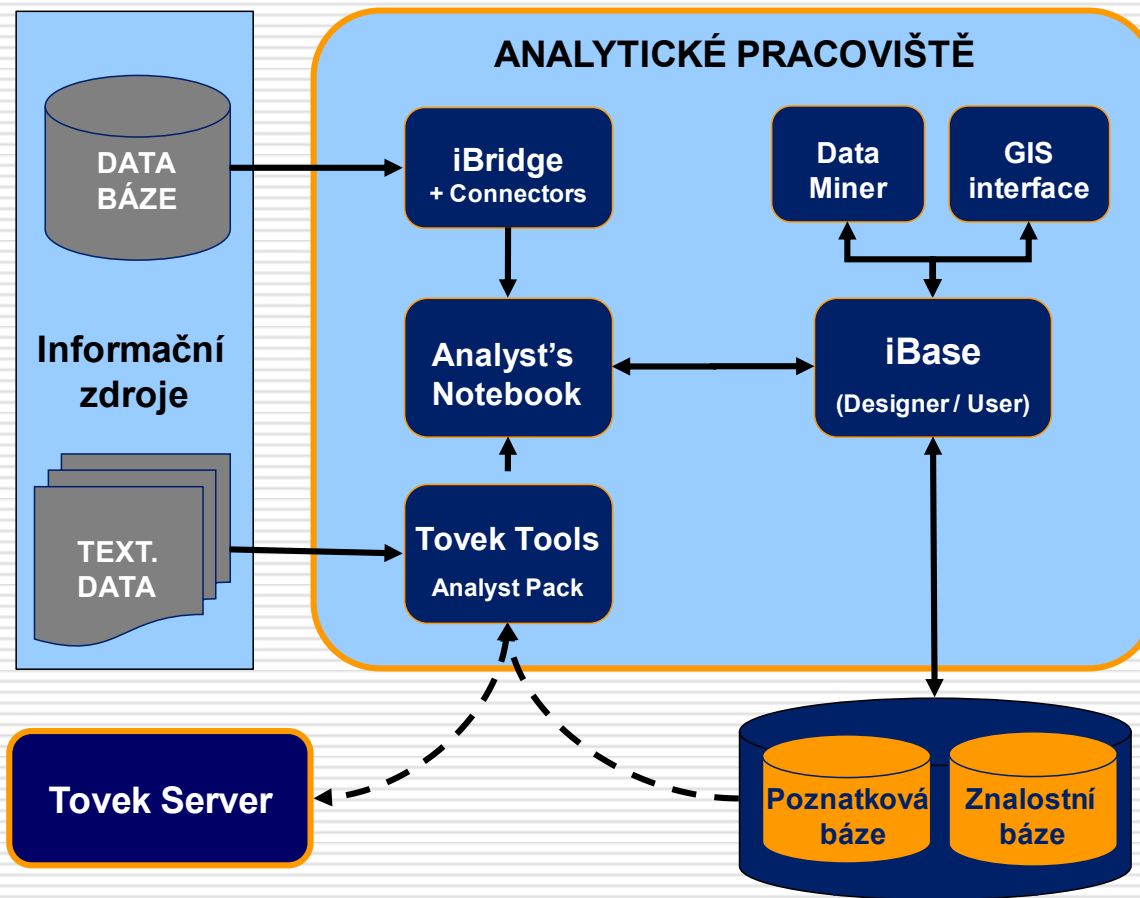 ANALYTICKÉ PRACOVIŠTĚ
DATA
BÁZE
iBridge
+ Connectors
Data
Miner
GIS
interface
Informační
zdroje
Analyst’s
Notebook
iBase
(Designer / User)
TEXT.
DATA
Tovek Tools
Analyst Pack
Tovek Server
Poznatková
báze
Znalostní
báze